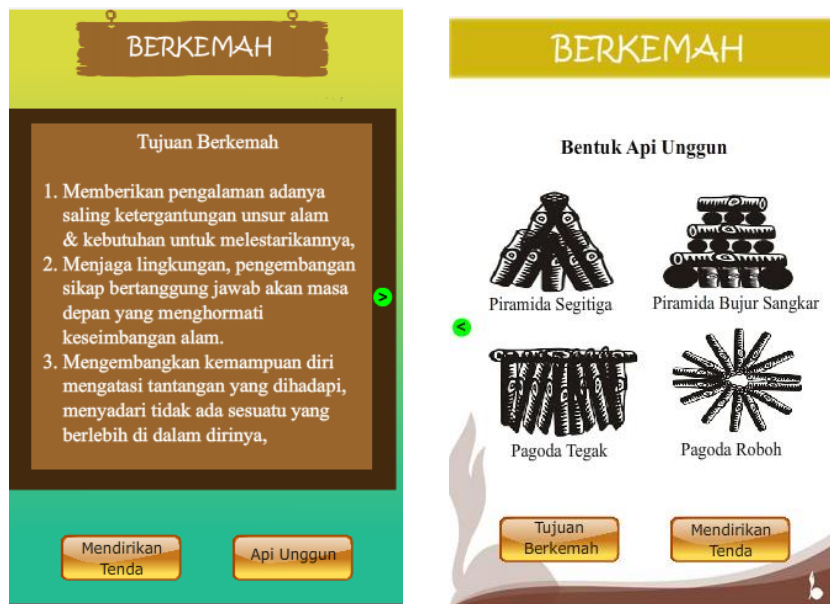 BERKEMAH
Tujuan Berkemah
1. Memberikan pengalaman adanya
saling ketergantungan unsur alam
& kebutuhan untuk melestarikannya,
2. Menjaga lingkungan, pengembangan
sikap bertanggung jawab akan masa
depan yang menghormati
keseimbangan alam.
3. Mengembangkan kemampuan diri
mengatasi tantangan yang dihadapi,
menyadari tidak ada sesuatu yang
berlebih di dalam dirinya,
>
Mendirikan
Tenda
Api Unggun
BERKEMAH
Bentuk Api Unggun
Piramida Segitiga
Piramida Bujur Sangkar
<
Pagoda Tegak
Pagoda Roboh
Tujuan
Berkemah
Mendirikan
Tenda